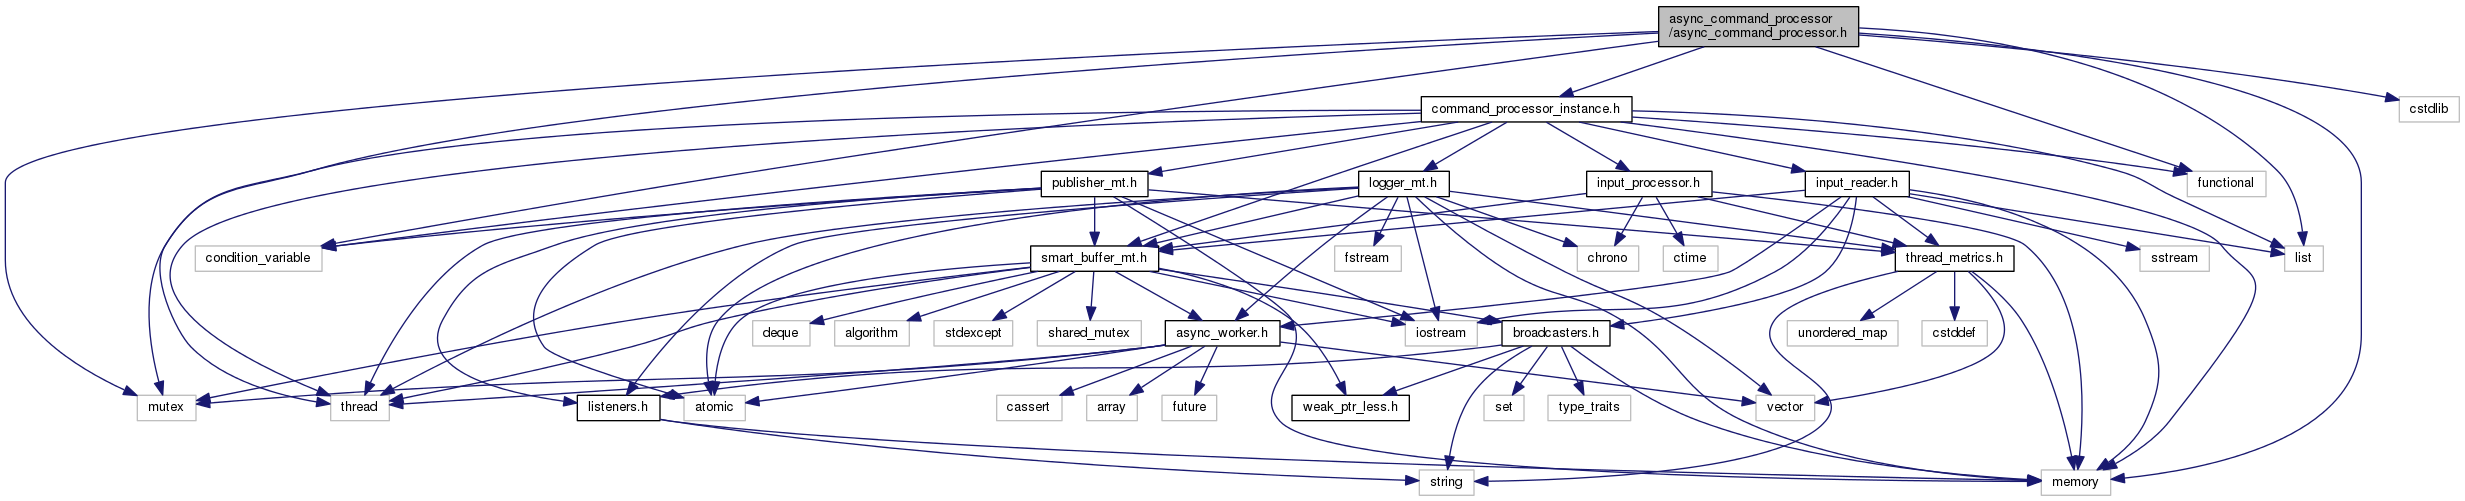 async_command_processor
/async_command_processor.h
command_processor_instance.h
cstdlib
publisher_mt.h
logger_mt.h
input_processor.h
input_reader.h
functional
condition_variable
smart_buffer_mt.h
fstream
chrono
ctime
thread_metrics.h
sstream
list
deque
algorithm
stdexcept
shared_mutex
async_worker.h
iostream
broadcasters.h
unordered_map
cstddef
mutex
thread
listeners.h
atomic
cassert
array
future
weak_ptr_less.h
set
type_traits
vector
string
memory